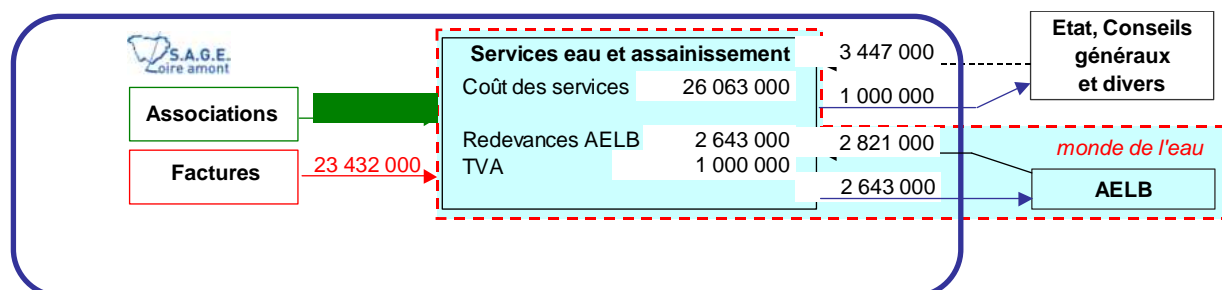 S.A.G.E.
Loire amont
Associations
Factures
23 432 000
Services eau et assainissement
Coût des services 26 063 000
Redevances AELB 2 643 000
TVA 1 000 000
3 447 000
1 000 000
2 821 000
2 643 000
Etat, Conseils
généraux
et divers
monde de l'eau
AELB